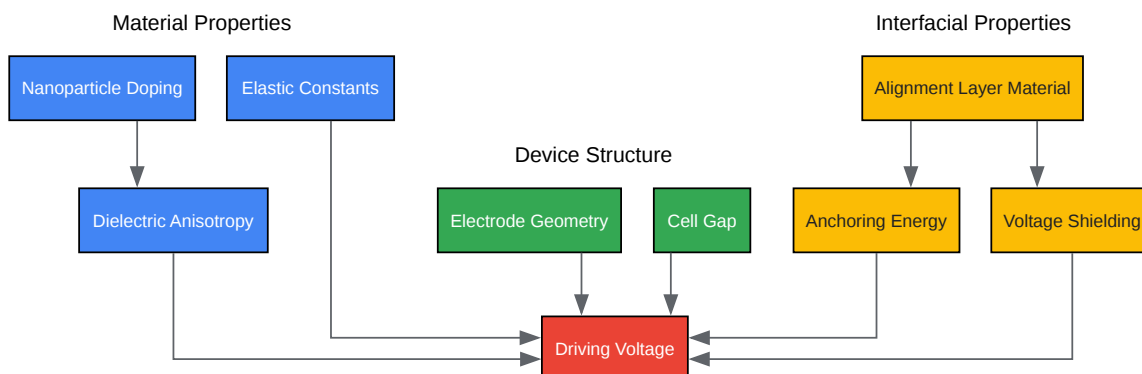 Material Properties
Interfacial Properties
Nanoparticle Doping
Elastic Constants
Alignment Layer Material
Device Structure
Dielectric Anisotropy
Electrode Geometry
Cell Gap
Anchoring Energy
Voltage Shielding
Driving Voltage